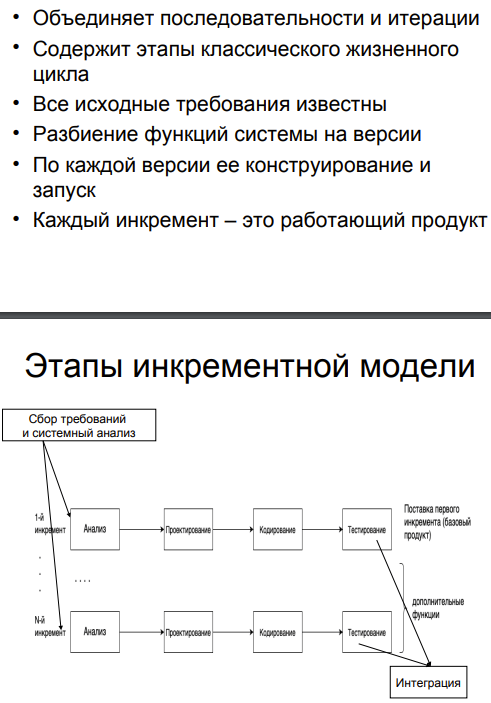 • Объединяет последовательности и итерации
• Содержит этапы классического жизненного
цикла
• Все исходные требования известны
• Разбиение функций системы на версии
• По каждой версии ее конструирование и
запуск
• Каждый инкремент – это работающий продукт
Этапы инкрементной модели
Сбор требований
и системный анализ
1-й
инкремент
Анализ
Проектирование
Кодирование
Тестирование
Поставка первого
инкремента (базовый
продукт)
. . . .
дополнительные
функции
N-й
инкремент
Анализ
Проектирование
Кодирование
Тестирование
Интеграция